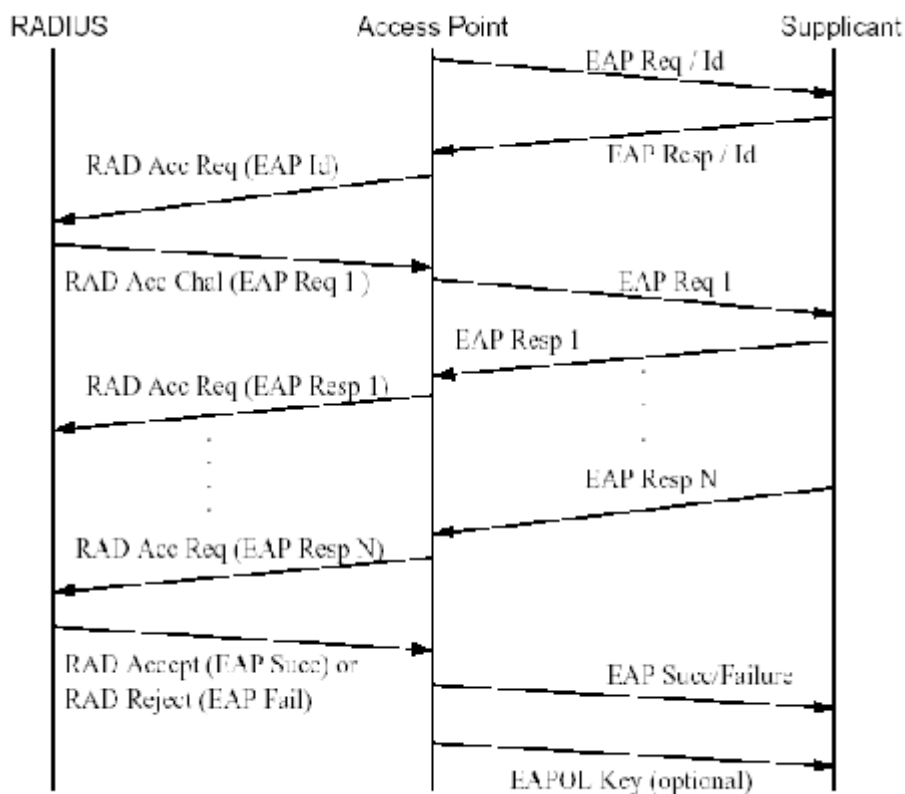 RADIUS Access Point Supplicant
EAP Req / Id
EAP Resp / Id
RAD Acc Req (EAP Id)
RAD Acc Chal (EAP Req 1 )
EAP Req 1
EAP Resp 1
RAD Acc Req (EAP Resp 1)
EAP Resp N
RAD Acc Req (EAP Resp N)
RAD Accept (EAP Succ) or
RAD Reject (EAP Fail)
EAP Succ/Failure
EAPOL Key (optional)